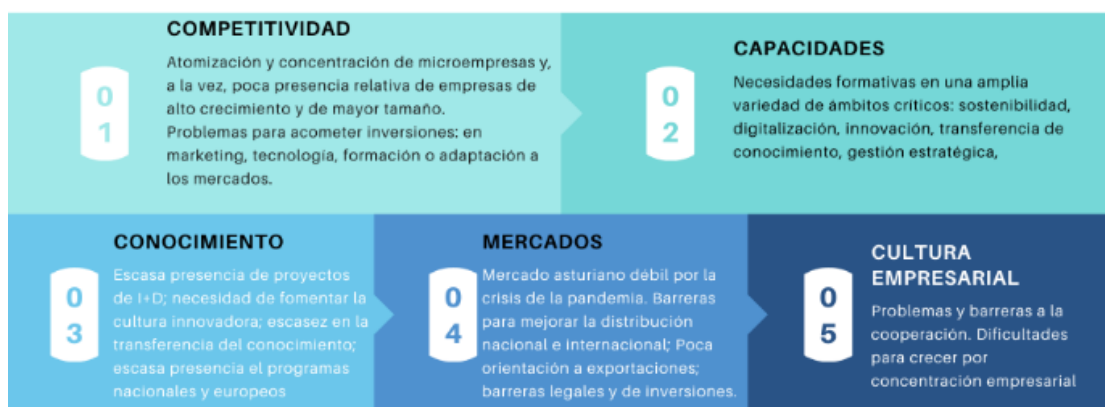 COMPETITIVIDAD
0
1
Atomización y concentración de microempresas y,
a la vez, poca presencia relativa de empresas de
alto crecimiento y de mayor tamaño.
Problemas para acometer inversiones: en
marketing, tecnología, formación o adaptación a
los mercados.
CAPACIDADES
0
2
Necesidades formativas en una amplia
variedad de ámbitos críticos: sostenibilidad,
digitalización, innovación, transferencia de
conocimiento, gestión estratégica,
CONOCIMIENTO
0
3
Escasa presencia de proyectos
de I+D; necesidad de fomentar la
cultura innovadora; escasez en la
transferencia del conocimiento;
escasa presencia el programas
nacionales y europeos
MERCADOS
0
4
Mercado asturiano débil por la
crisis de la pandemia. Barreras
para mejorar la distribución
nacional e internacional; Poca
orientación a exportaciones;
barreras legales y de inversiones.
CULTURA
EMPRESARIAL
0
5
Problemas y barreras a la
cooperación. Dificultades
para crecer por
concentración empresarial